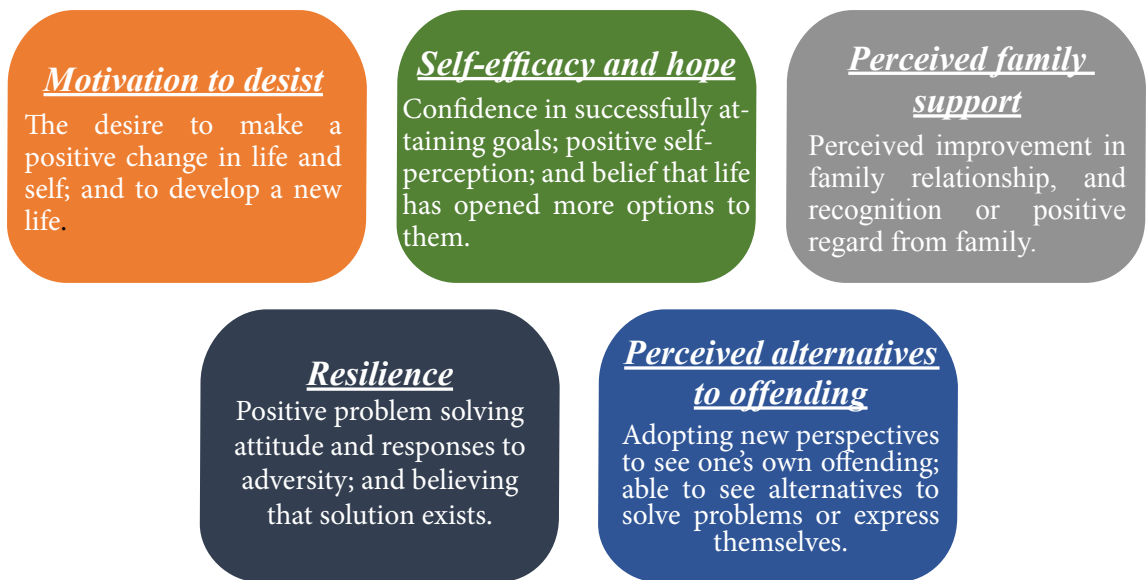 Motivation to desist
The desire to make a
positive change in life and
self; and to develop a new
life.
Self-efficacy and hope
Confidence in successfully at-
taining goals; positive self-
perception; and belief that life
has opened more options to
them.
Perceived family
support
Perceived improvement in
family relationship, and
recognition or positive
regard from family.
Resilience
Positive problem solving
attitude and responses to
adversity; and believing
that solution exists.
Perceived alternatives
to offending
Adopting new perspectives
to see one’s own offending;
able to see alternatives to
solve problems or express
themselves.